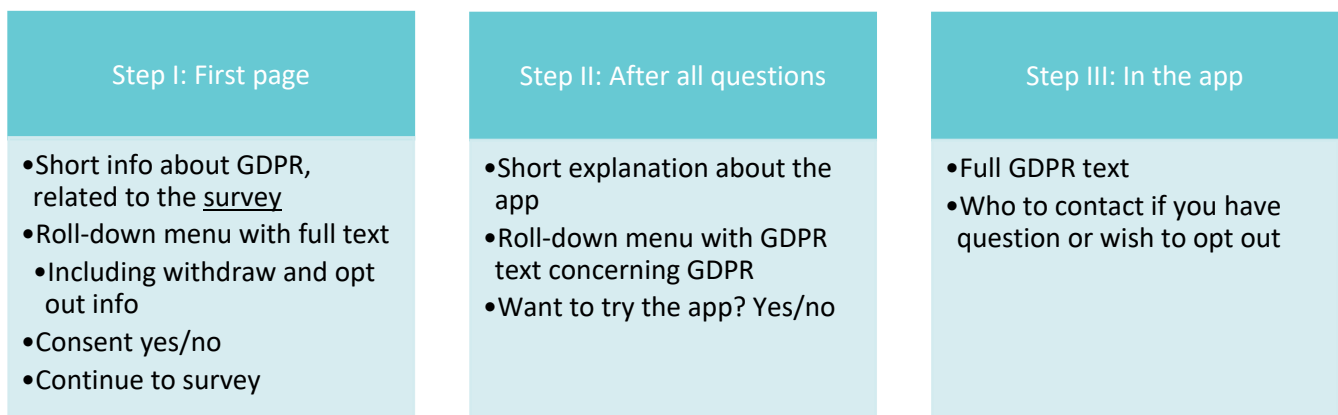 Step I: First page
•Short info about GDPR,
related to the survey
•Roll-down menu with full text
•Including withdraw and opt
out info
•Consent yes/no
•Continue to survey
Step II: After all questions
•Short explanation about the
app
•Roll-down menu with GDPR
text concerning GDPR
•Want to try the app? Yes/no
Step III: In the app
•Full GDPR text
•Who to contact if you have
question or wish to opt out